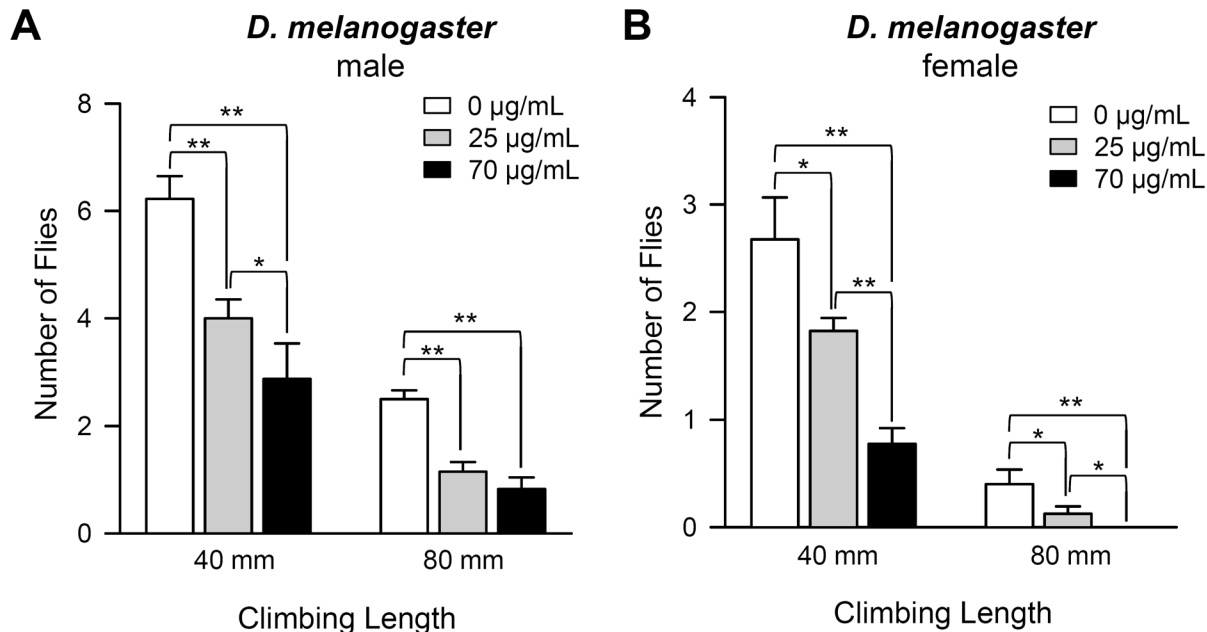 A
D. melanogaster
male
0 µg/mL
25 µg/mL
70 µg/mL
Number of Flies
8
6
4
2
0
**
**
*
**
**
40 mm
80 mm
Climbing Length
B
D. melanogaster
female
0 µg/mL
25 µg/mL
70 µg/mL
Number of Flies
4
3
2
1
0
**
*
**
**
*
*
40 mm
80 mm
Climbing Length